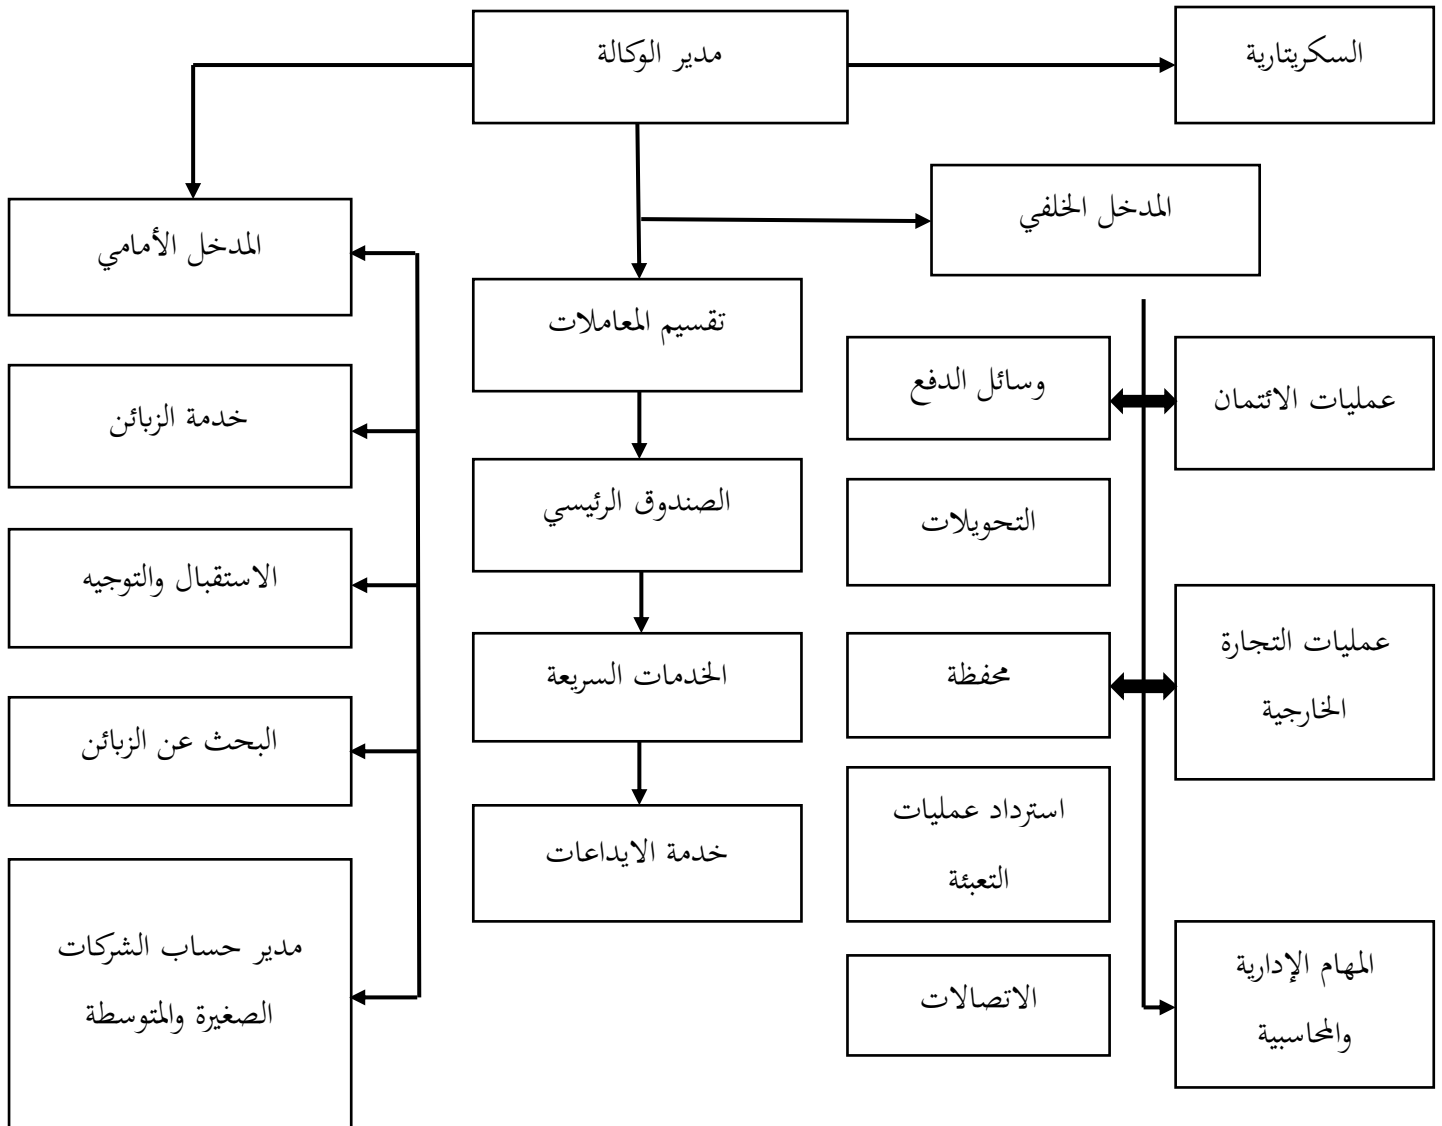 السكريتارية
مدير الوكالة
المدخل الخلفي
المدخل الأمامي
تقسيم المعاملات
عمليات الائتمان
وسائل الدفع
خدمة الزبائن
الصندوق الرئيسي
التحويلات
الاستقبال والتوجيه
عمليات التجارة
الخارجية
محفظة
الخدمات السريعة
البحث عن الزبائن
استرداد عمليات
التعبئة
خدمة الايداعات
المهام الإدارية
والمحاسبية
الاتصالات
مدير حساب الشركات
الصغيرة والمتوسطة